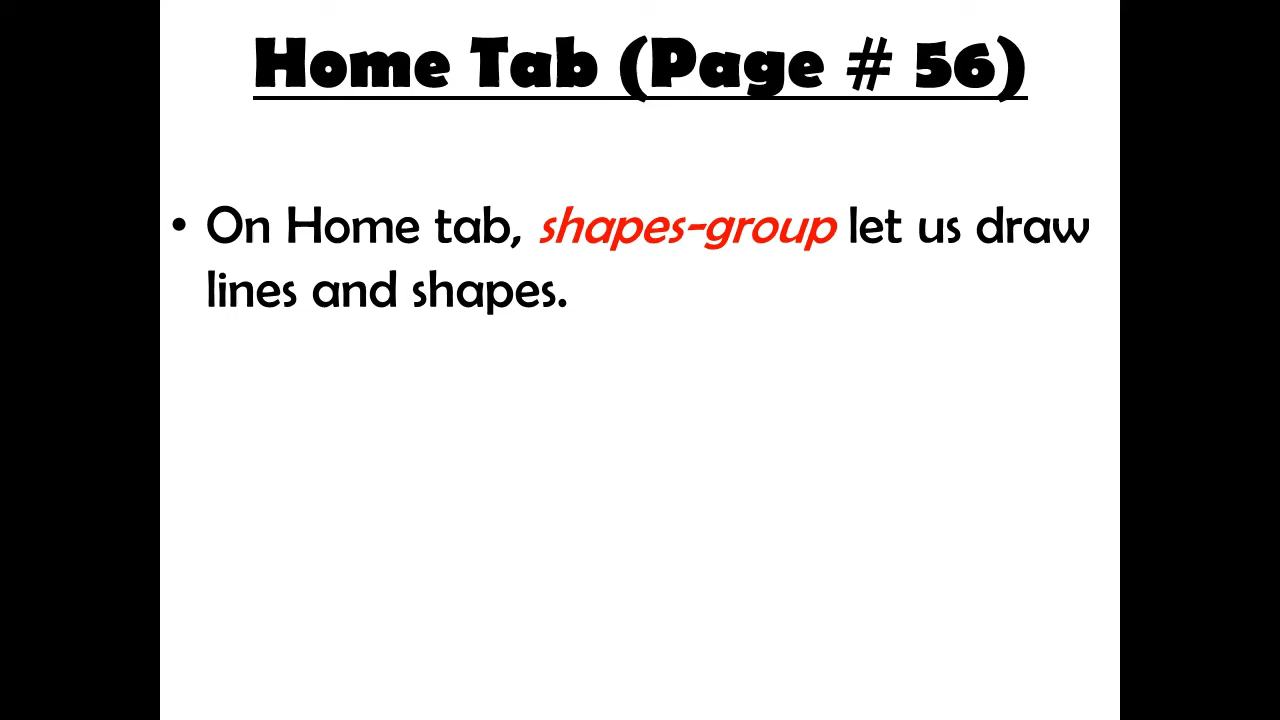 Home Tab (Page # 56)
• On Home tab, shapes-group let us draw
lines and shapes.